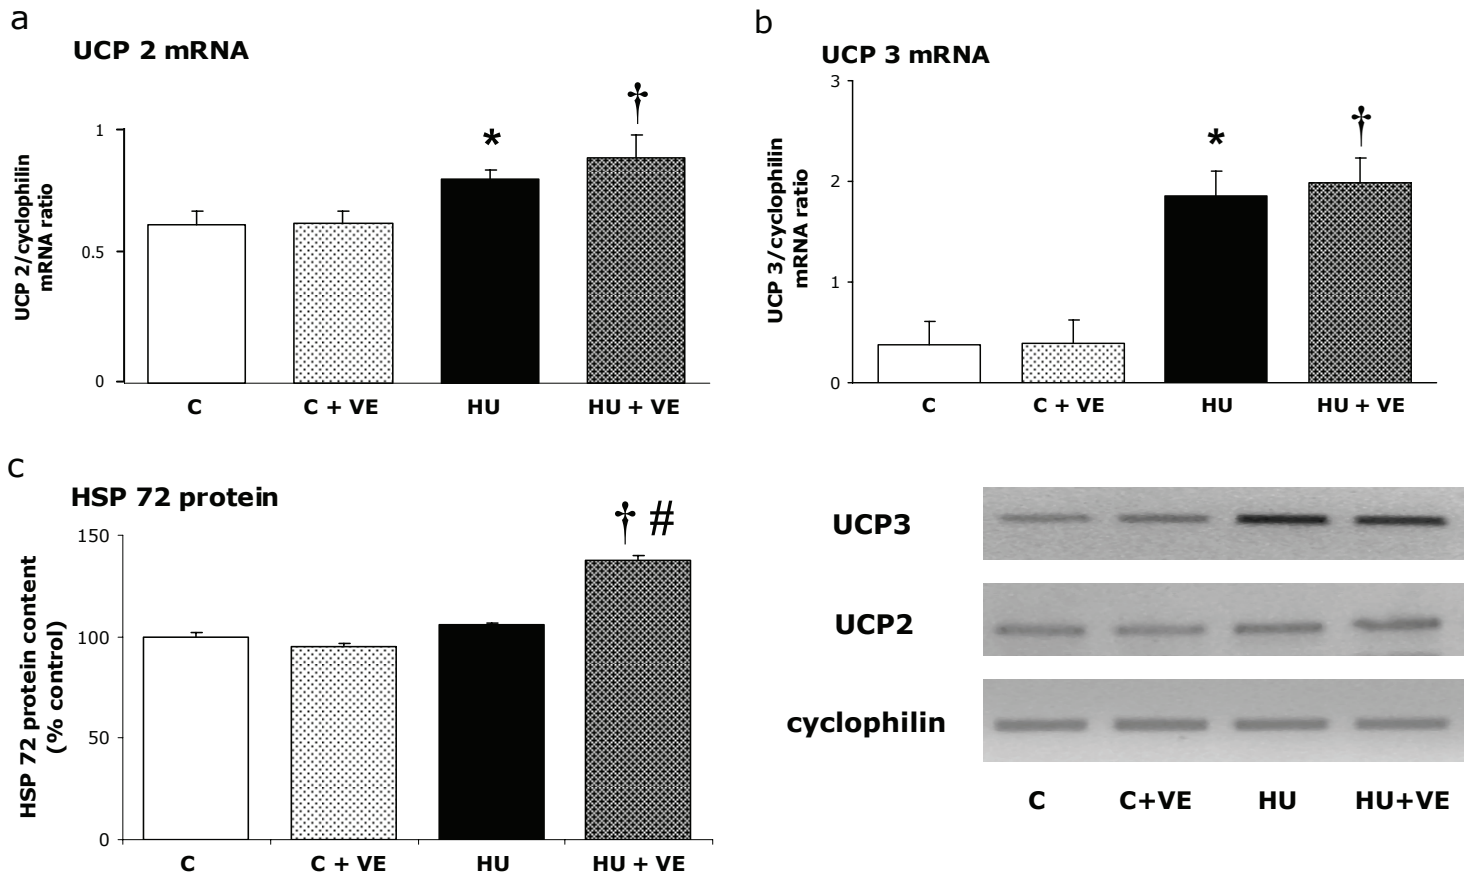 a
UCP 2 mRNA
UCP 2/cyclophilin
mRNA ratio
1
0.5
0
*
†
C
C + VE
HU
HU + VE
b
UCP 3 mRNA
UCP 3/cyclophilin
mRNA ratio
3
2
1
0
*
†
C
C + VE
HU
HU + VE
c
HSP 72 protein
HSP 72 protein content
(% control)
150
100
50
0
† #
C
C + VE
HU
HU + VE
UCP3
UCP2
cyclophilin
C
C+VE
HU
HU+VE